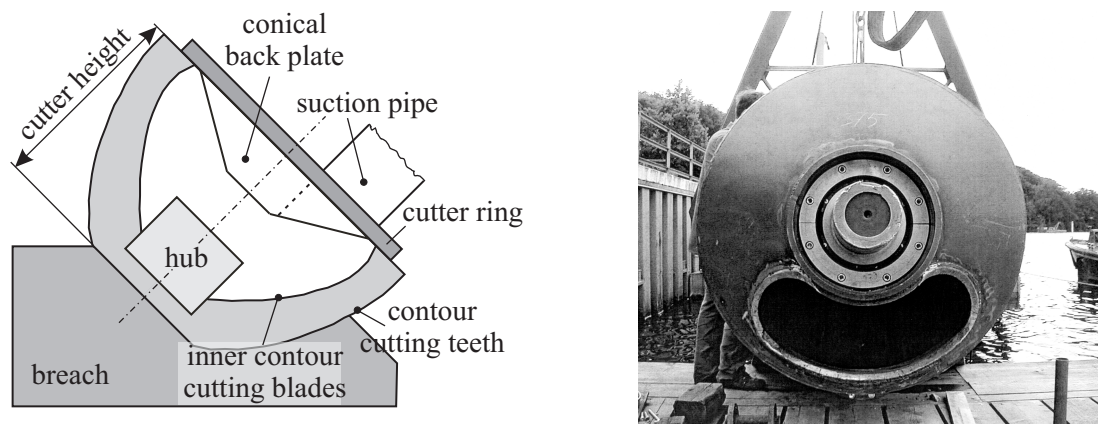 conical
back plate
cutter height
suction pipe
cutter ring
hub
contour
cutting teeth
inner contour
cutting blades
breach